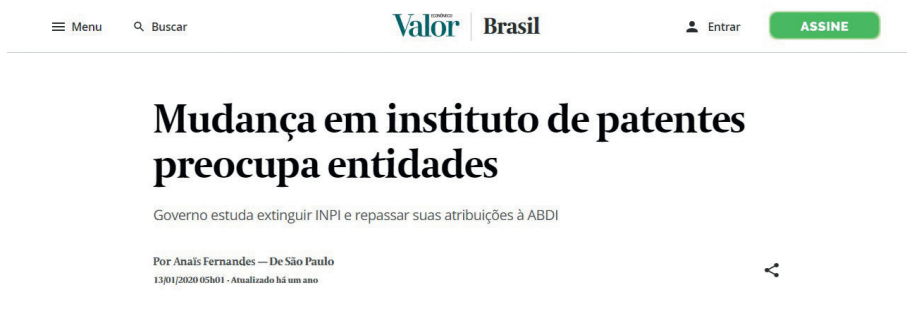 Menu
Buscar
Valor ECONÔMICO
Brasil
Entrar
ASSINE
Mudança em instituto de patentes
preocupa entidades
Governo estuda extinguir INPI e repassar suas atribuições à ABDI
Por Anaïs Fernandes — De São Paulo
13/01/2020 05h01 · Atualizado há um ano